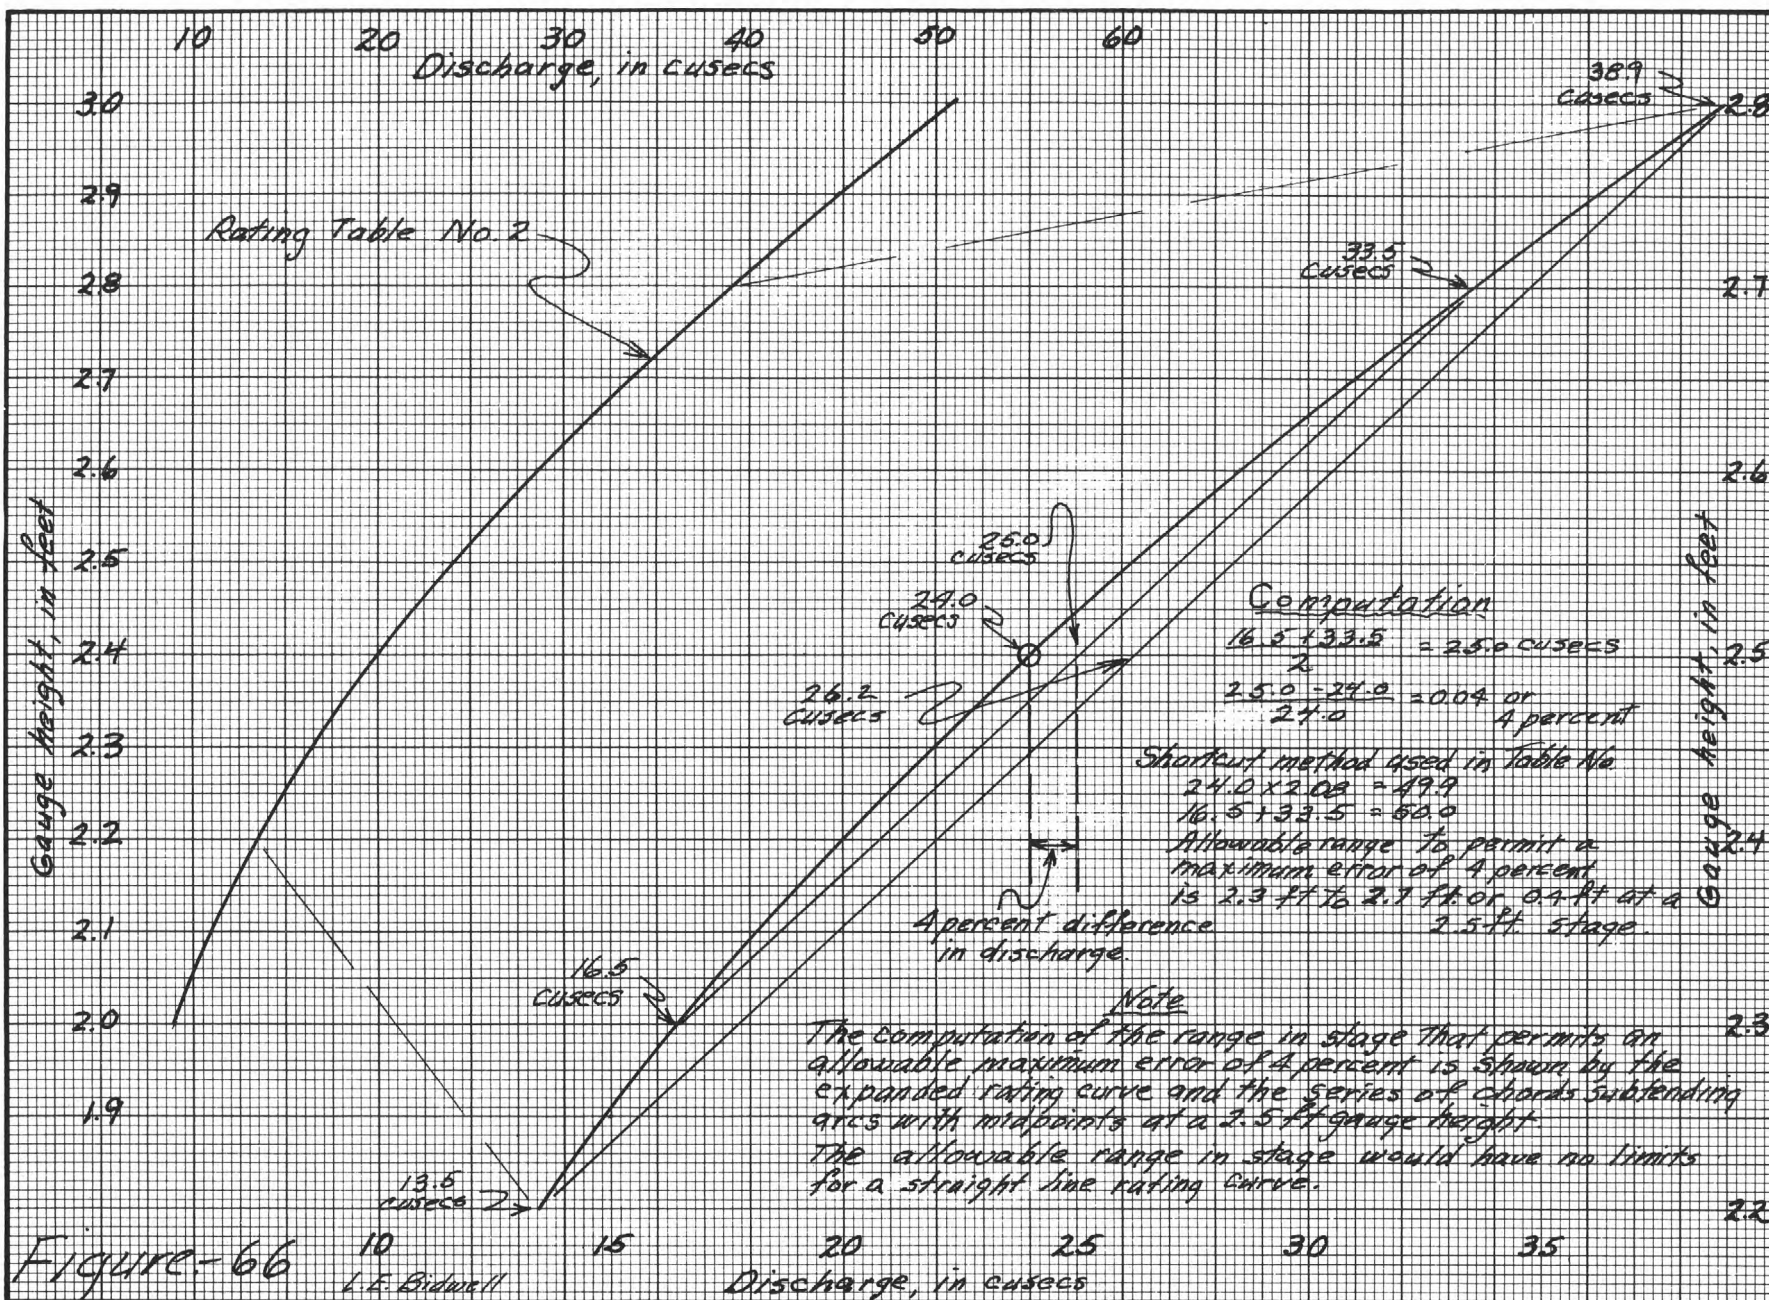 10 20 30 40 50 60
Discharge, in cusecs
38.9
cusecs
3.0
2.9
2.8
2.7
2.6
2.5
2.4
2.3
2.2
2.1
2.0
1.9
Gauge height, in feet
Rating Table No. 2
33.5
cusecs
25.0
cusecs
24.0
cusecs
26.2
cusecs
Computation
16.5 + 33.5
2
= 25.0 cusecs
25.0 - 24.0
24.0
= 0.04 or
4 percent
Shortcut method used in Table No.
24.0 x 2.08 = 49.9
16.5 + 33.5 = 50.0
Allowable range to permit a
maximum error of 4 percent
is 2.3 ft to 2.7 ft. or 0.4 ft at a
2.5 ft. stage.
4 percent difference
in discharge.
16.5
cusecs
Note
The computation of the range in stage that permits an
allowable maximum error of 4 percent is shown by the
expanded rating curve and the series of chords subtending
arcs with midpoints at a 2.5 ft gauge height.
The allowable range in stage would have no limits
for a straight line rating curve.
13.5
cusecs
2.8
2.7
2.6
2.5
2.4
2.3
2.2
Gauge height, in feet
10 15 20 25 30 35
Discharge, in cusecs
Figure-66
L.E. Bidwell